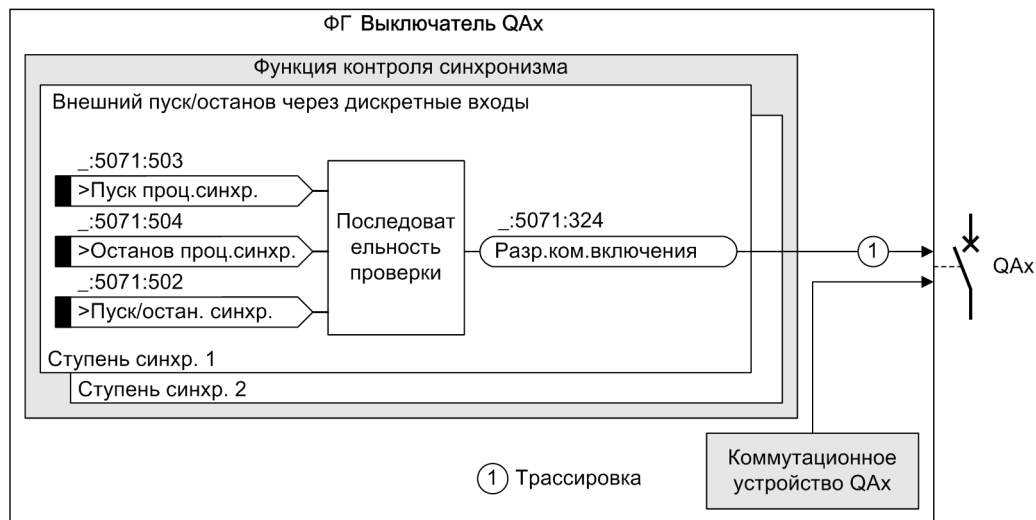 ФГ Выключатель QAx
Функция контроля синхронизма
Внешний пуск/останов через дискретные входы
_:5071:503
>Пуск проц.синхр.
_:5071:504
>Останов проц.синхр.
_:5071:502
>Пуск/остан. синхр.
Последоват
ельность
проверки
_:5071:324
Разр.ком.включения
1
QAx
Ступень синхр. 1
Ступень синхр. 2
1 Трассировка
Коммутационное
устройство QAx